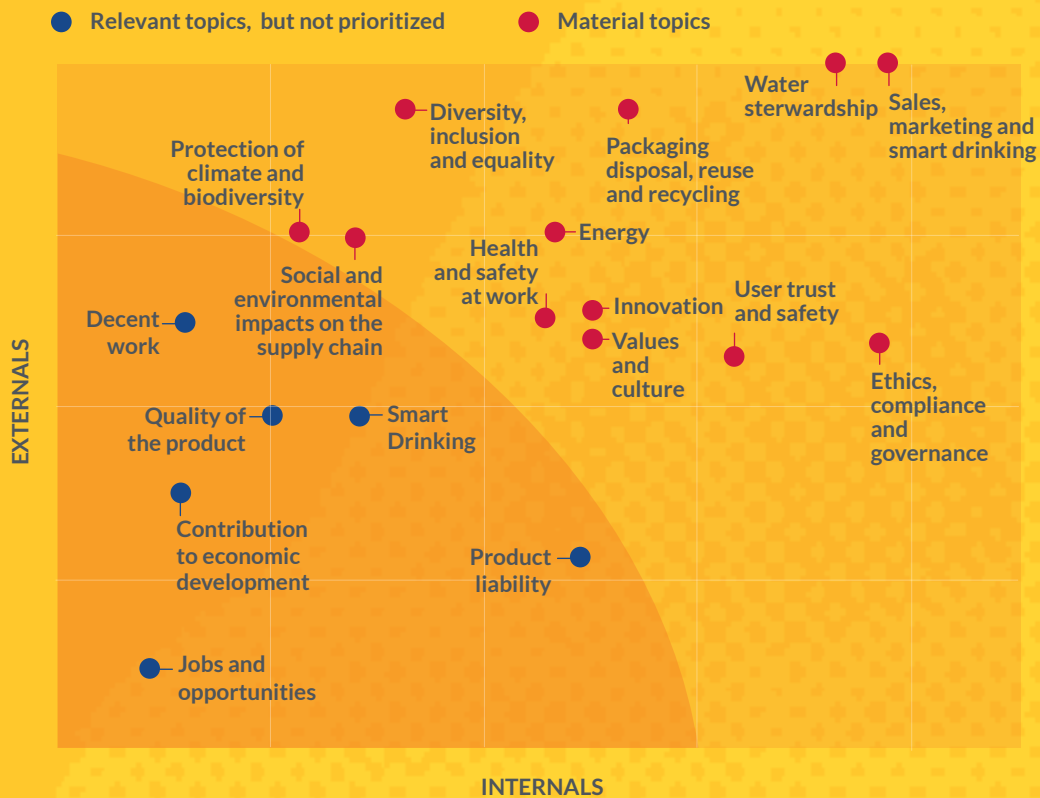 Relevant topics, but not prioritized
Material topics
Water
sterwardship
Sales,
marketing and
smart drinking
Diversity,
inclusion
and equality
Packaging
disposal, reuse
and recycling
Protection of
climate and
biodiversity
Energy
Health
and safety
at work
Social and
environmental
impacts on the
supply chain
Innovation
User trust
and safety
Decent
work
Values
and
culture
Ethics,
compliance
and
governance
Quality of
the product
Smart
Drinking
Contribution
to economic
development
Product
liability
Jobs and
opportunities
EXTERNALS
INTERNALS